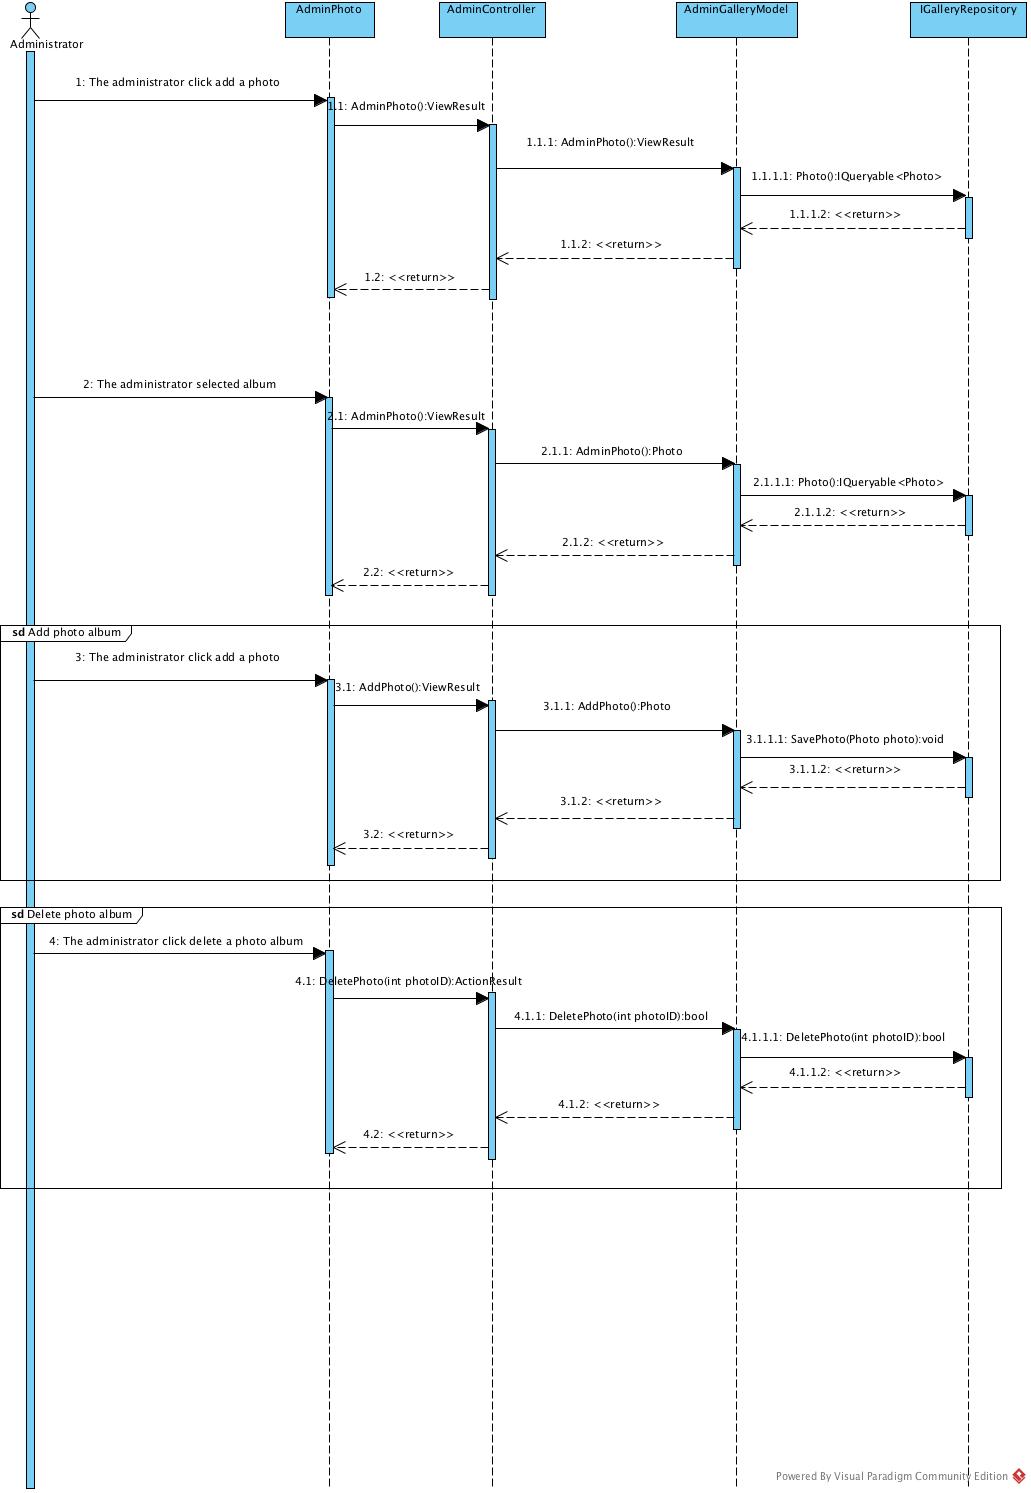 AdminPhoto
AdminController
AdminGalleryModel
IGalleryRepository
Administrator
1: The administrator click add a photo
1.1: AdminPhoto():ViewResult
1.1.1: AdminPhoto():ViewResult
1.1.1.1: Photo():IQueryable<Photo>
1.1.1.2: <<return>>
1.1.2: <<return>>
1.2: <<return>>
2: The administrator selected album
2.1: AdminPhoto():ViewResult
2.1.1: AdminPhoto():Photo
2.1.1.1: Photo():IQueryable<Photo>
2.1.1.2: <<return>>
2.1.2: <<return>>
2.2: <<return>>
sd Add photo album
3: The administrator click add a photo
3.1: AddPhoto():ViewResult
3.1.1: AddPhoto():Photo
3.1.1.1: SavePhoto(Photo photo):void
3.1.1.2: <<return>>
3.1.2: <<return>>
3.2: <<return>>
sd Delete photo album
4: The administrator click delete a photo album
4.1: DeletePhoto(int photoID):ActionResult
4.1.1: DeletePhoto(int photoID):bool
4.1.1.1: DeletePhoto(int photoID):bool
4.1.1.2: <<return>>
4.1.2: <<return>>
4.2: <<return>>
Powered By Visual Paradigm Community Edition